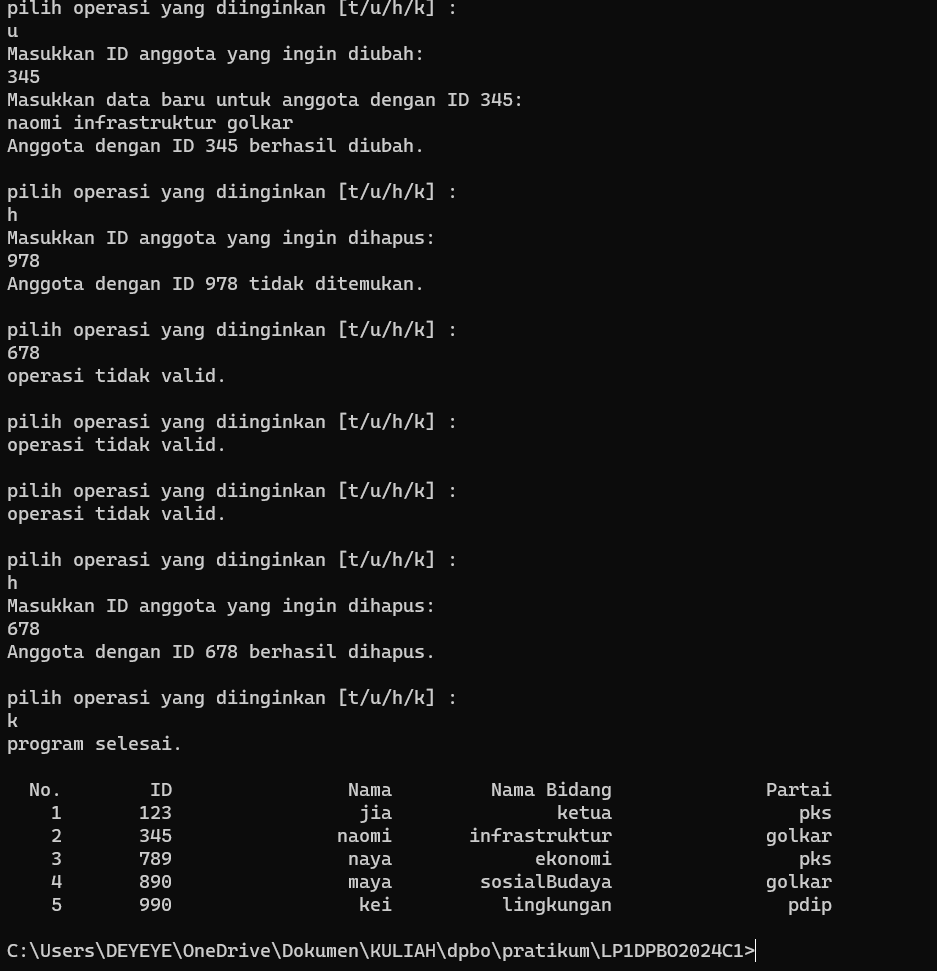 pilih operasi yang diinginkan [t/u/h/k] :
u
Masukkan ID anggota yang ingin diubah:
345
Masukkan data baru untuk anggota dengan ID 345:
naomi infrastruktur golkar
Anggota dengan ID 345 berhasil diubah.
pilih operasi yang diinginkan [t/u/h/k] :
h
Masukkan ID anggota yang ingin dihapus:
978
Anggota dengan ID 978 tidak ditemukan.
pilih operasi yang diinginkan [t/u/h/k] :
678
operasi tidak valid.
pilih operasi yang diinginkan [t/u/h/k] :
operasi tidak valid.
pilih operasi yang diinginkan [t/u/h/k] :
operasi tidak valid.
pilih operasi yang diinginkan [t/u/h/k] :
h
Masukkan ID anggota yang ingin dihapus:
678
Anggota dengan ID 678 berhasil dihapus.
pilih operasi yang diinginkan [t/u/h/k] :
k
program selesai.
No. ID Nama Nama Bidang Partai
1 123 jia ketua pks
2 345 naomi infrastruktur golkar
3 789 naya ekonomi pks
4 890 maya sosialBudaya golkar
5 990 kei lingkungan pdip
C:\Users\DEYEYE\OneDrive\Dokumen\KULIAH\dpbo\pratikum\LP1DPBO2024C1>